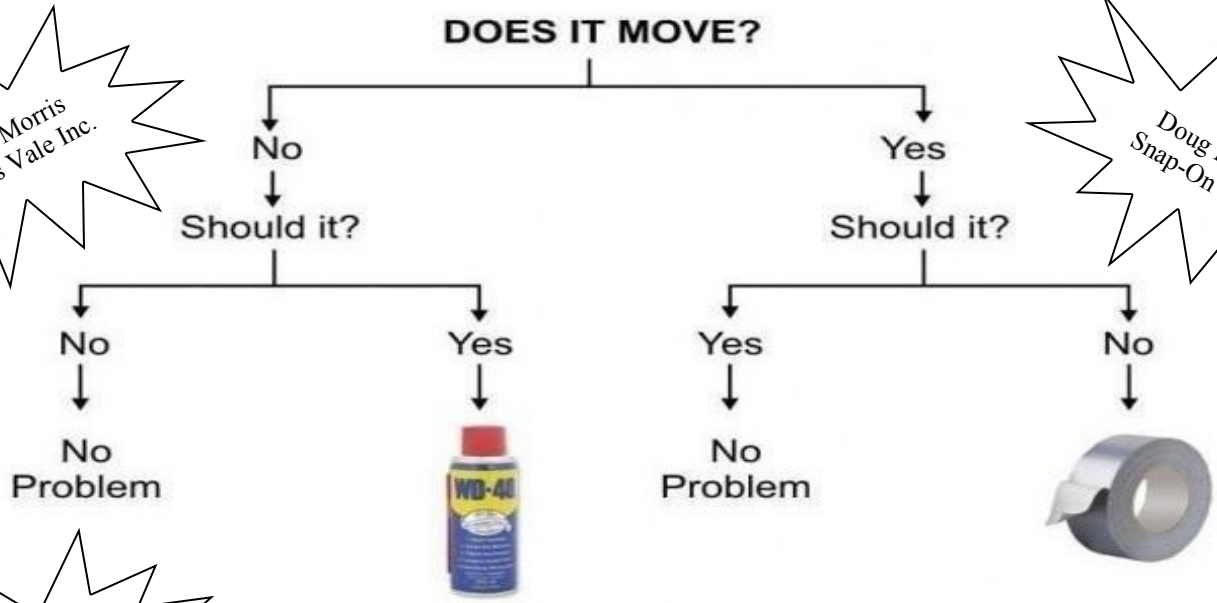 DOES IT MOVE?
Morris
Vale Inc.
Doug
Snap-On
No
Yes
Should it?
Should it?
No
Yes
Yes
No
No
Problem
WD-40
No
Problem